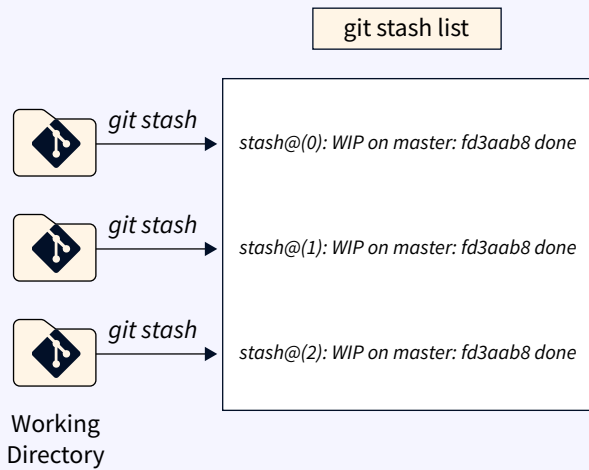 git stash list
git stash
stash@(0): WIP on master: fd3aab8 done
git stash
stash@(1): WIP on master: fd3aab8 done
git stash
stash@(2): WIP on master: fd3aab8 done
Working
Directory